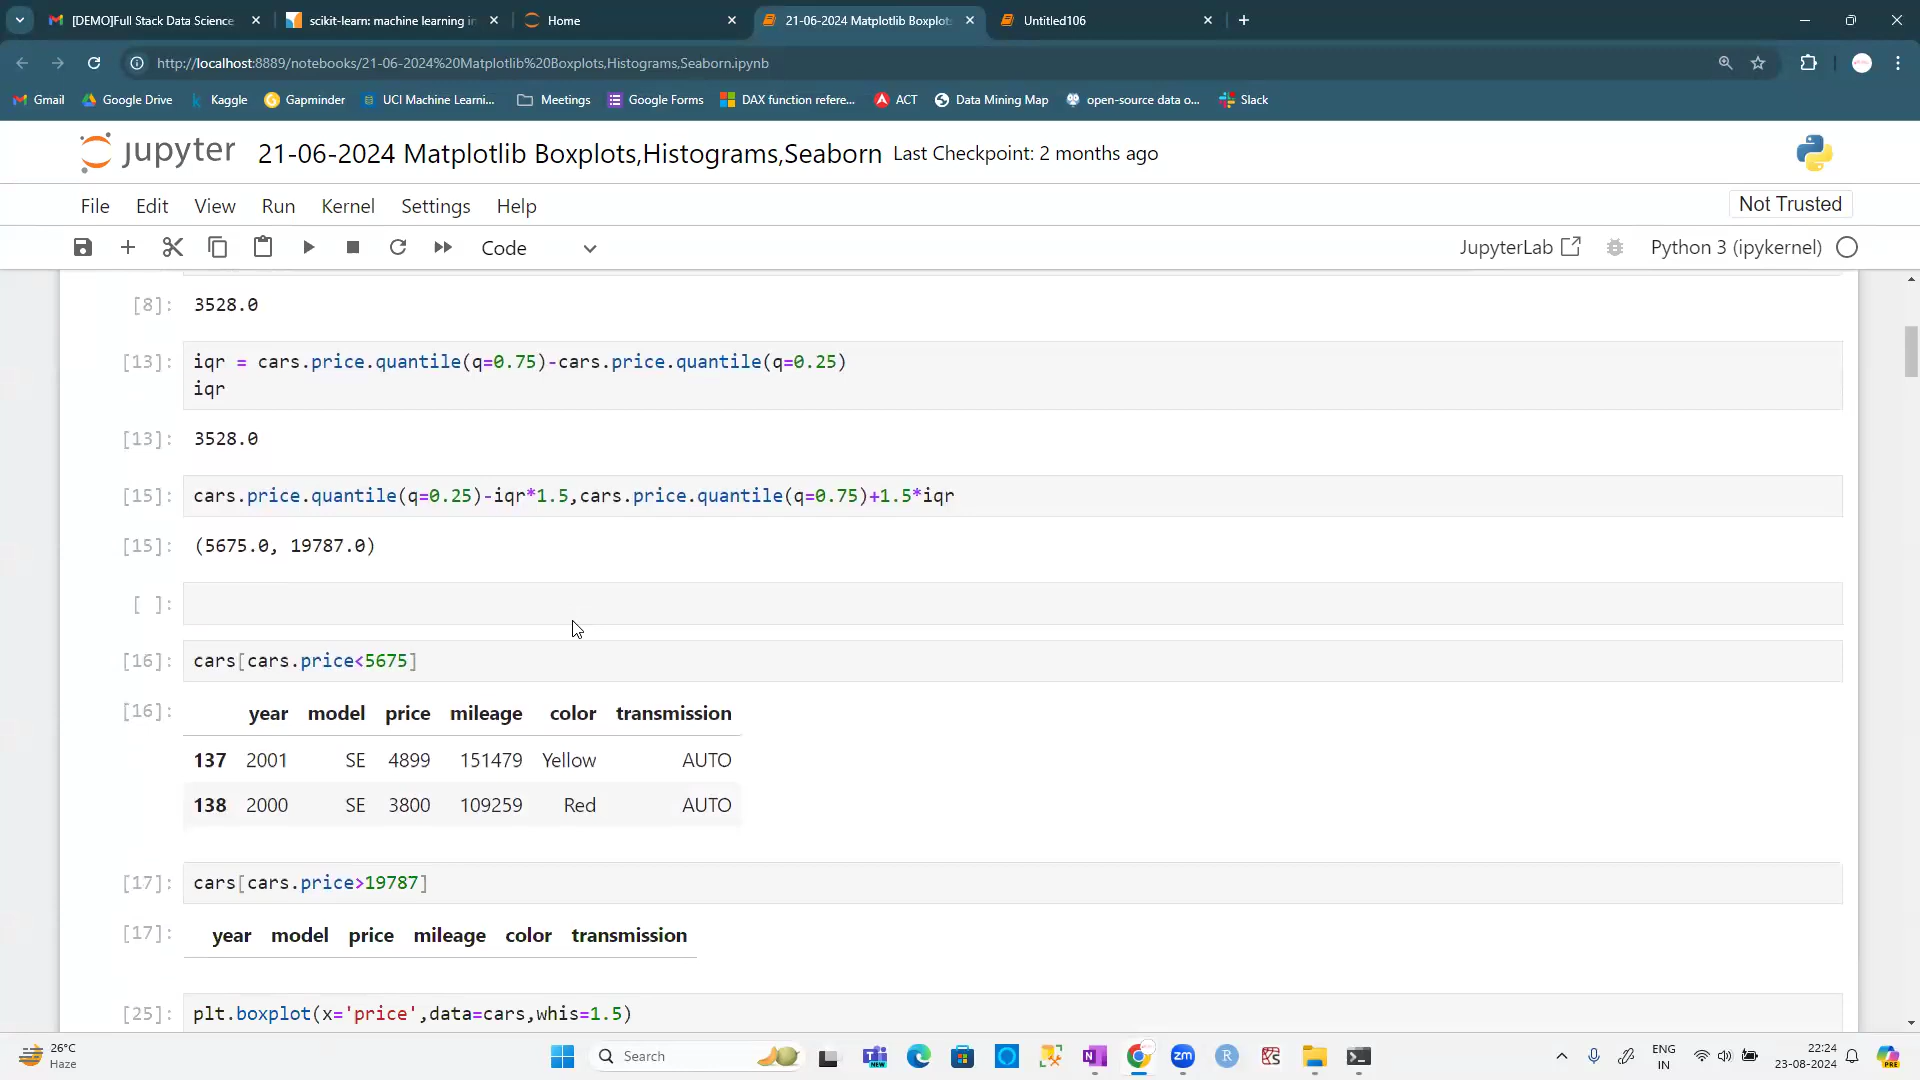 [DEMO]Full Stack Data Science
scikit-learn: machine learning in
Home
21-06-2024 Matplotlib Boxplots
Untitled106
http://localhost:8889/notebooks/21-06-2024%20Matplotlib%20Boxplots,Histograms,Seaborn.ipynb
Gmail
Google Drive
Kaggle
Gapminder
UCI Machine Learni...
Meetings
Google Forms
DAX function refere...
ACT
Data Mining Map
open-source data o...
Slack
jupyter 21-06-2024 Matplotlib Boxplots,Histograms,Seaborn Last Checkpoint: 2 months ago
File Edit View Run Kernel Settings Help
Not Trusted
Code
JupyterLab
Python 3 (ipykernel)
[8]: 3528.0
[13]: iqr = cars.price.quantile(q=0.75)-cars.price.quantile(q=0.25)
iqr
[13]: 3528.0
[15]: cars.price.quantile(q=0.25)-iqr*1.5,cars.price.quantile(q=0.75)+1.5*iqr
[15]: (5675.0, 19787.0)
[ ]:
[16]: cars[cars.price<5675]
[16]: year model price mileage color transmission
137 2001 SE 4899 151479 Yellow AUTO
138 2000 SE 3800 109259 Red AUTO
[17]: cars[cars.price>19787]
[17]: year model price mileage color transmission
[25]: plt.boxplot(x='price',data=cars,whis=1.5)
26°C
Haze
Search
NEW
zm
R
ENG
IN
22:24
23-08-2024
PRE